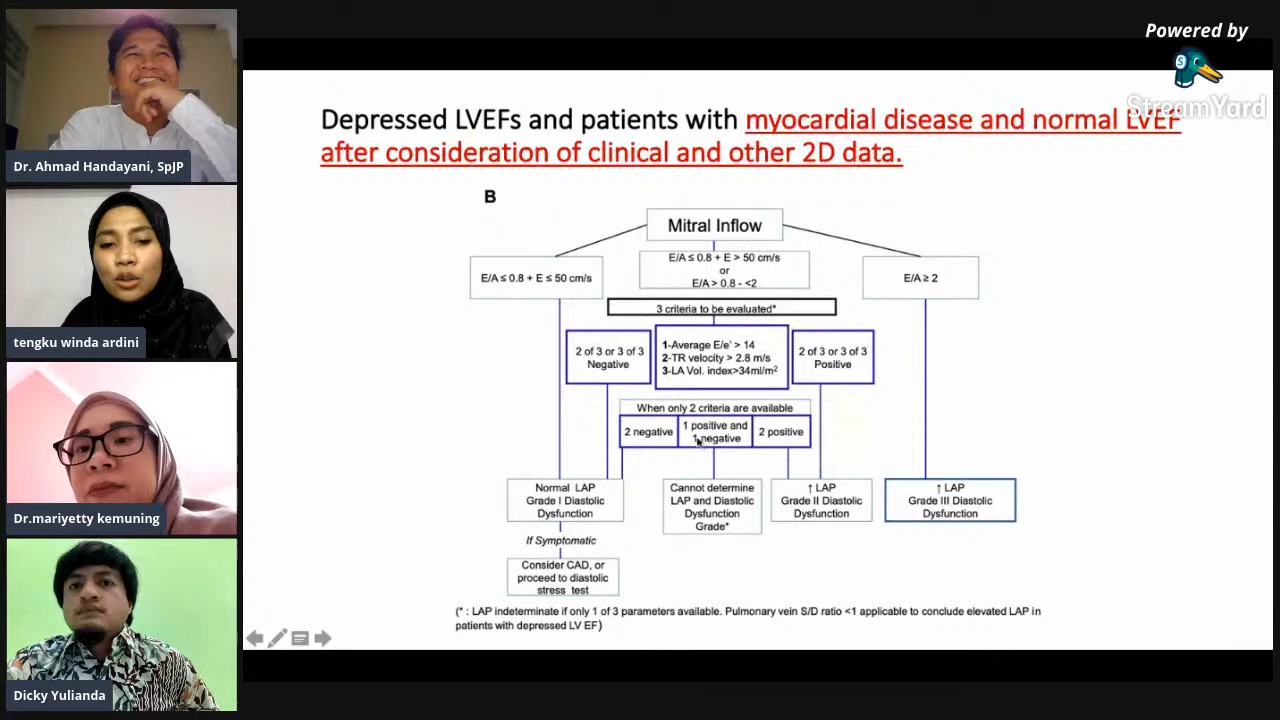 Powered by
StreamYard
Dr. Ahmad Handayani, SpJP
tengku winda ardini
Dr.mariyetty kemuning
Dicky Yulianda
Depressed LVEFs and patients with myocardial disease and normal LVEF
after consideration of clinical and other 2D data.
B
Mitral Inflow
E/A ≤ 0.8 + E ≤ 50 cm/s
E/A ≤ 0.8 + E > 50 cm/s
or
E/A > 0.8 - <2
E/A ≥ 2
3 criteria to be evaluated*
2 of 3 or 3 of 3
Negative
1-Average E/e' > 14
2-TR velocity > 2.8 m/s
3-LA Vol. index>34ml/m²
2 of 3 or 3 of 3
Positive
When only 2 criteria are available
2 negative
1 positive and
1 negative
2 positive
Normal LAP
Grade I Diastolic
Dysfunction
Cannot determine
LAP and Diastolic
Dysfunction
Grade*
↑ LAP
Grade II Diastolic
Dysfunction
↑ LAP
Grade III Diastolic
Dysfunction
If Symptomatic
Consider CAD, or
proceed to diastolic
stress test
(* : LAP indeterminate if only 1 of 3 parameters available. Pulmonary vein S/D ratio <1 applicable to conclude elevated LAP in
patients with depressed LV EF)